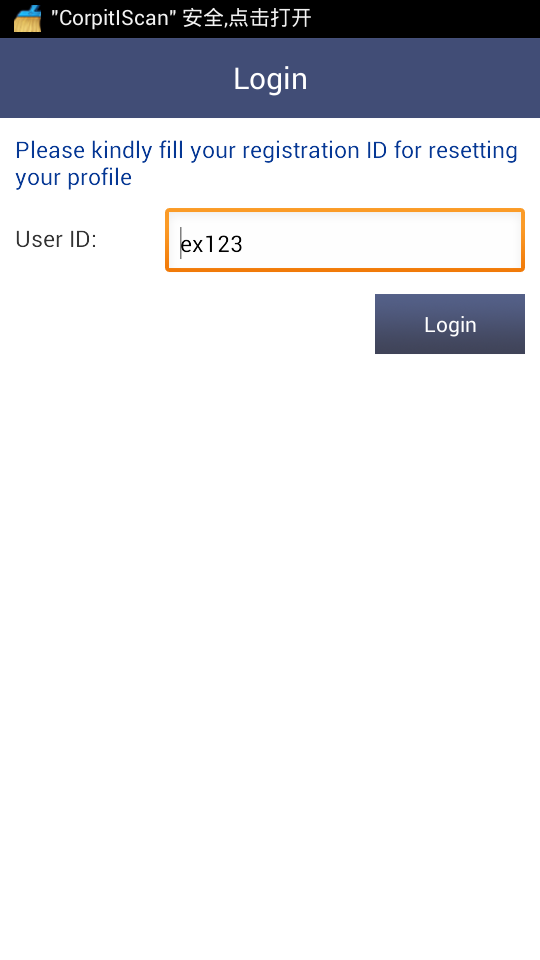 "CorpitIScan" 安全,点击打开
Login
Please kindly fill your registration ID for resetting
your profile
User ID:
ex123
Login